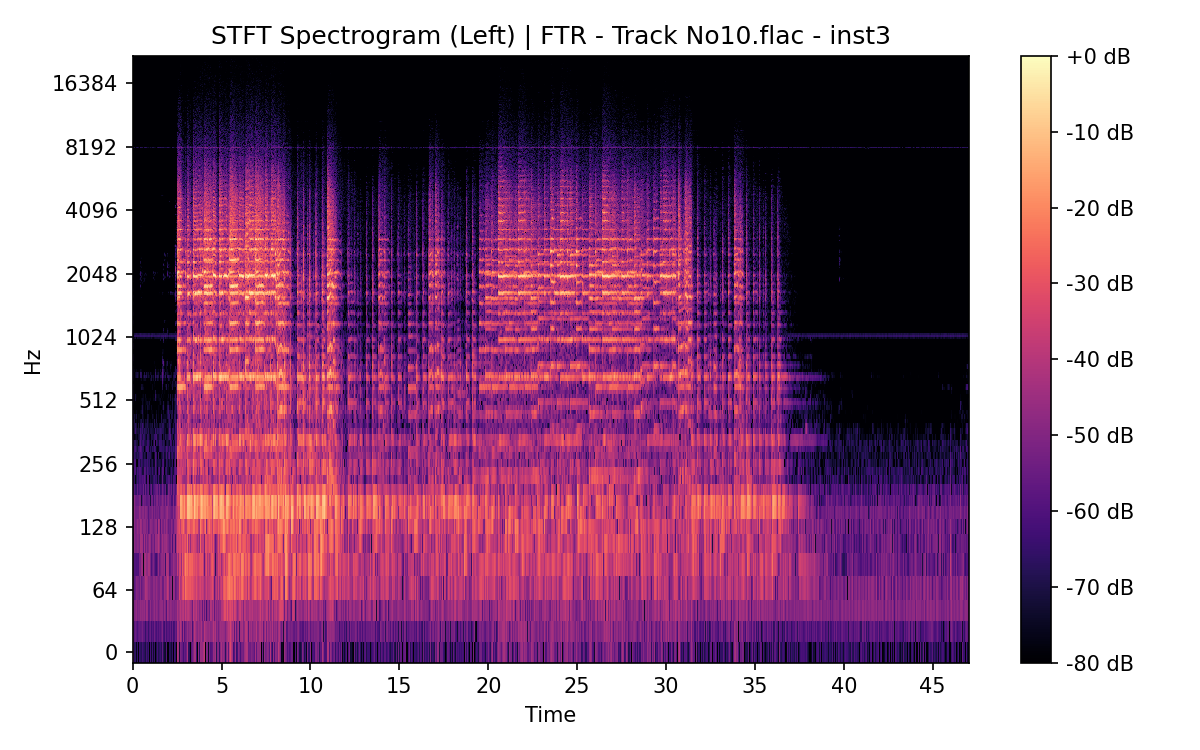 STFT Spectrogram (Left) | FTR - Track No10.flac - inst3
16384
8192
4096
2048
1024
512
256
128
64
0
Hz
0 5 10 15 20 25 30 35 40 45
Time
+0 dB
-10 dB
-20 dB
-30 dB
-40 dB
-50 dB
-60 dB
-70 dB
-80 dB